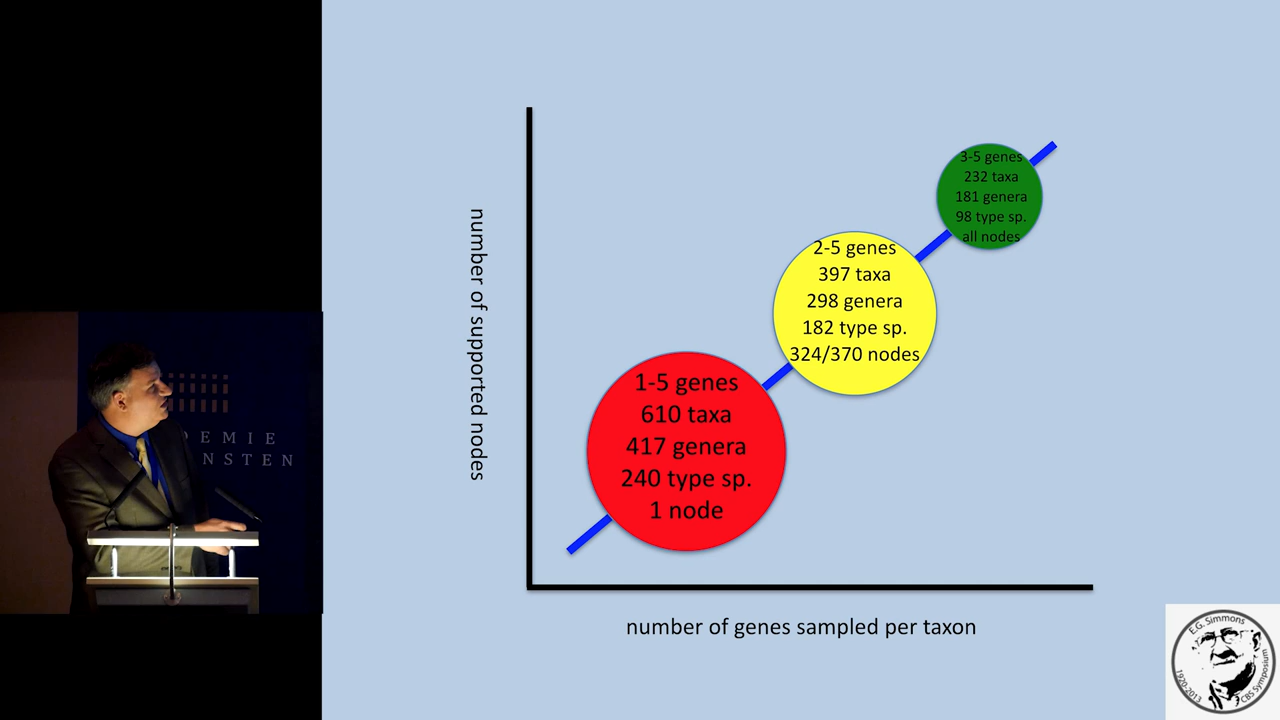 DEMIE
NSTEN
number of supported nodes
3-5 genes
232 taxa
181 genera
98 type sp.
all nodes
2-5 genes
397 taxa
298 genera
182 type sp.
324/370 nodes
1-5 genes
610 taxa
417 genera
240 type sp.
1 node
number of genes sampled per taxon
E.G. Simmons
1920-2013
CBS Symposium